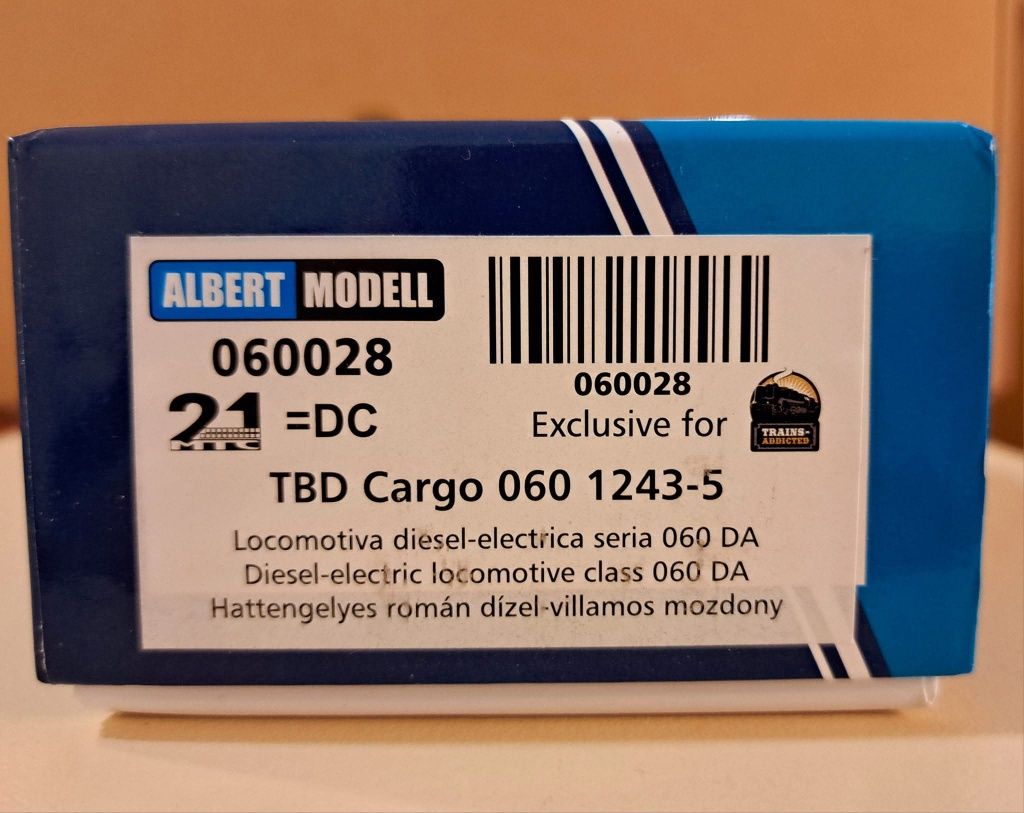 ALBERT MODELL
060028
21 =DC
MTC
060028
Exclusive for
TRAINS-
ADDICTED
TBD Cargo 060 1243-5
Locomotiva diesel-electrica seria 060 DA
Diesel-electric locomotive class 060 DA
Hattengelyes román dízel-villamos mozdony